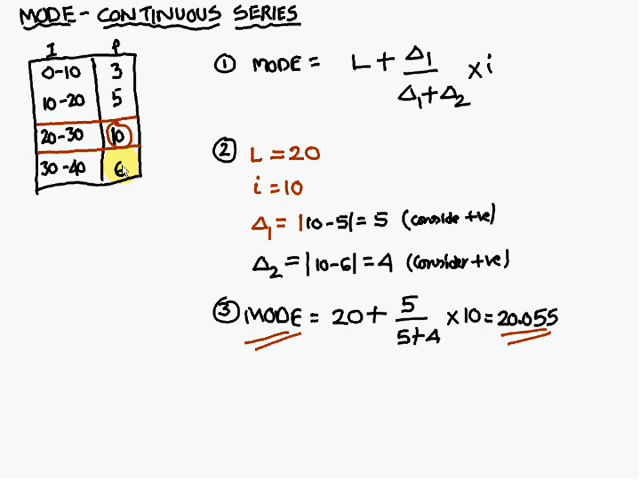 MODE - CONTINUOUS SERIES
I F
0-10 3
10-20 5
20-30 10
30-40 6
① MODE = L + Δ1/(Δ1+Δ2) × i
② L = 20
i = 10
Δ1 = |10-5| = 5 (conside +ve)
Δ2 = |10-6| = 4 (consider +ve)
③ MODE = 20 + 5/(5+4) × 10 = 20.055